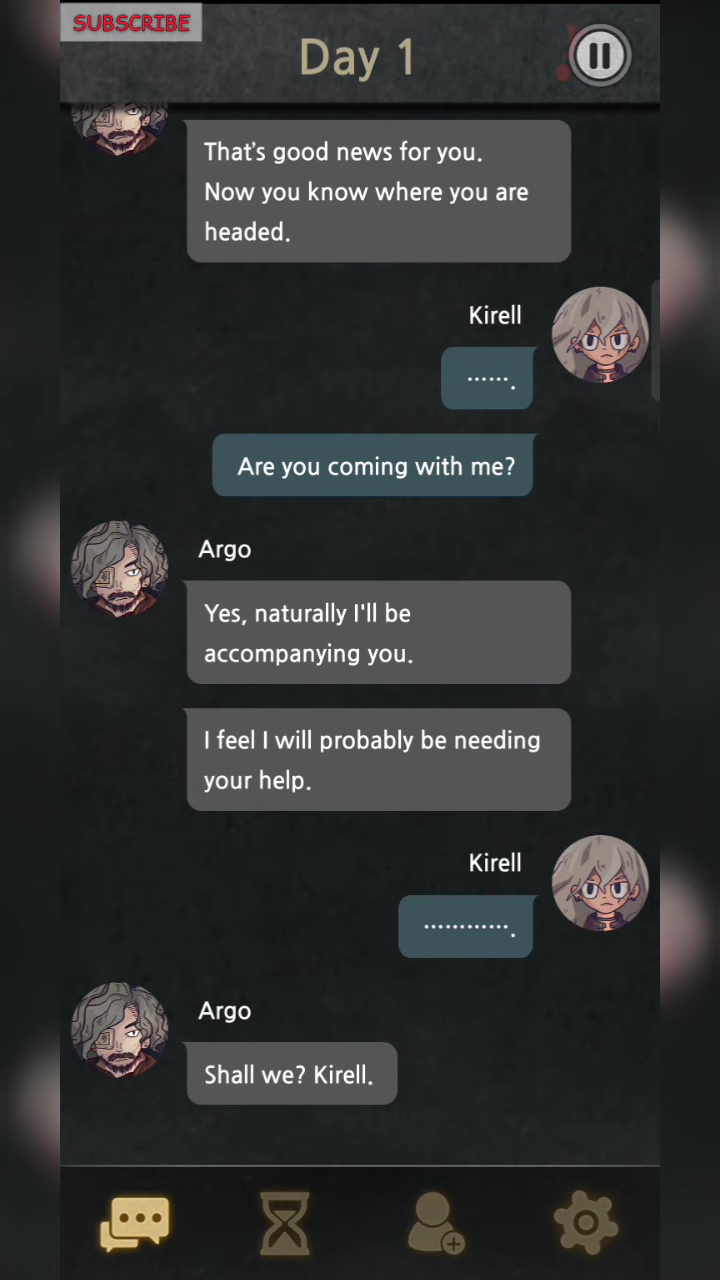 SUBSCRIBE
Day 1
That's good news for you.
Now you know where you are
headed.
Kirell
⋯⋯.
Are you coming with me?
Argo
Yes, naturally I'll be
accompanying you.
I feel I will probably be needing
your help.
Kirell
⋯⋯⋯⋯.
Argo
Shall we? Kirell.